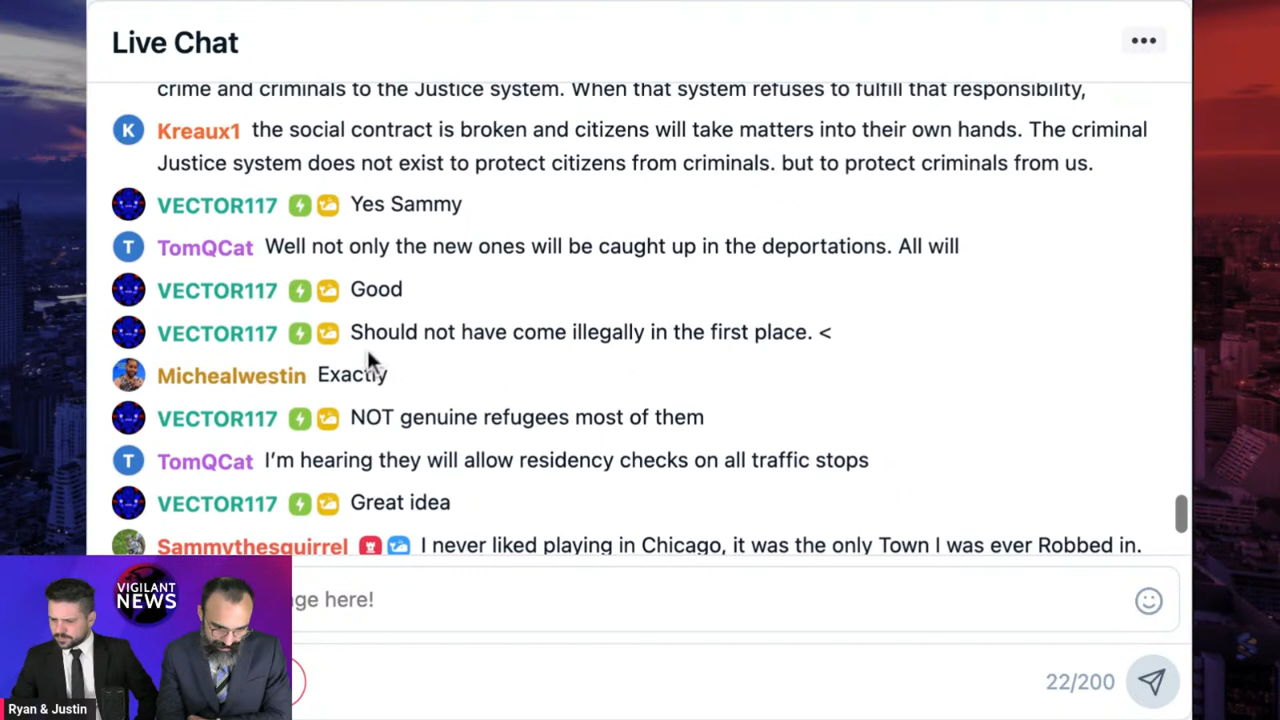 Live Chat
crime and criminals to the Justice system. When that system refuses to fulfill that responsibility,
K Kreaux1 the social contract is broken and citizens will take matters into their own hands. The criminal
Justice system does not exist to protect citizens from criminals. but to protect criminals from us.
VECTOR117 Yes Sammy
T TomQCat Well not only the new ones will be caught up in the deportations. All will
VECTOR117 Good
VECTOR117 Should not have come illegally in the first place. <
Michealwestin Exactly
VECTOR117 NOT genuine refugees most of them
T TomQCat I'm hearing they will allow residency checks on all traffic stops
VECTOR117 Great idea
Sammythesquirrel I never liked playing in Chicago, it was the only Town I was ever Robbed in.
VIGILANT
NEWS
here!
Ryan & Justin
22/200